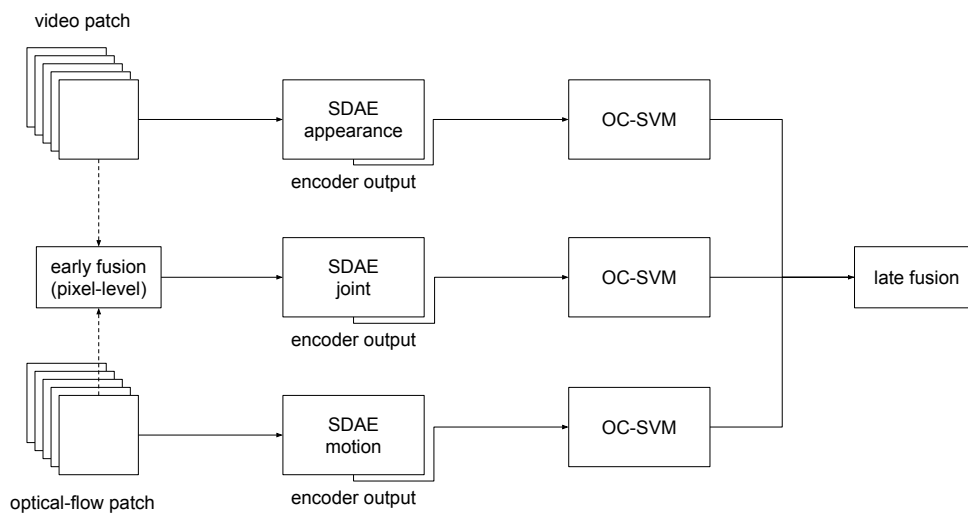 video patch
SDAE
appearance
encoder output
OC-SVM
early fusion
(pixel-level)
SDAE
joint
encoder output
OC-SVM
late fusion
SDAE
motion
encoder output
OC-SVM
optical-flow patch